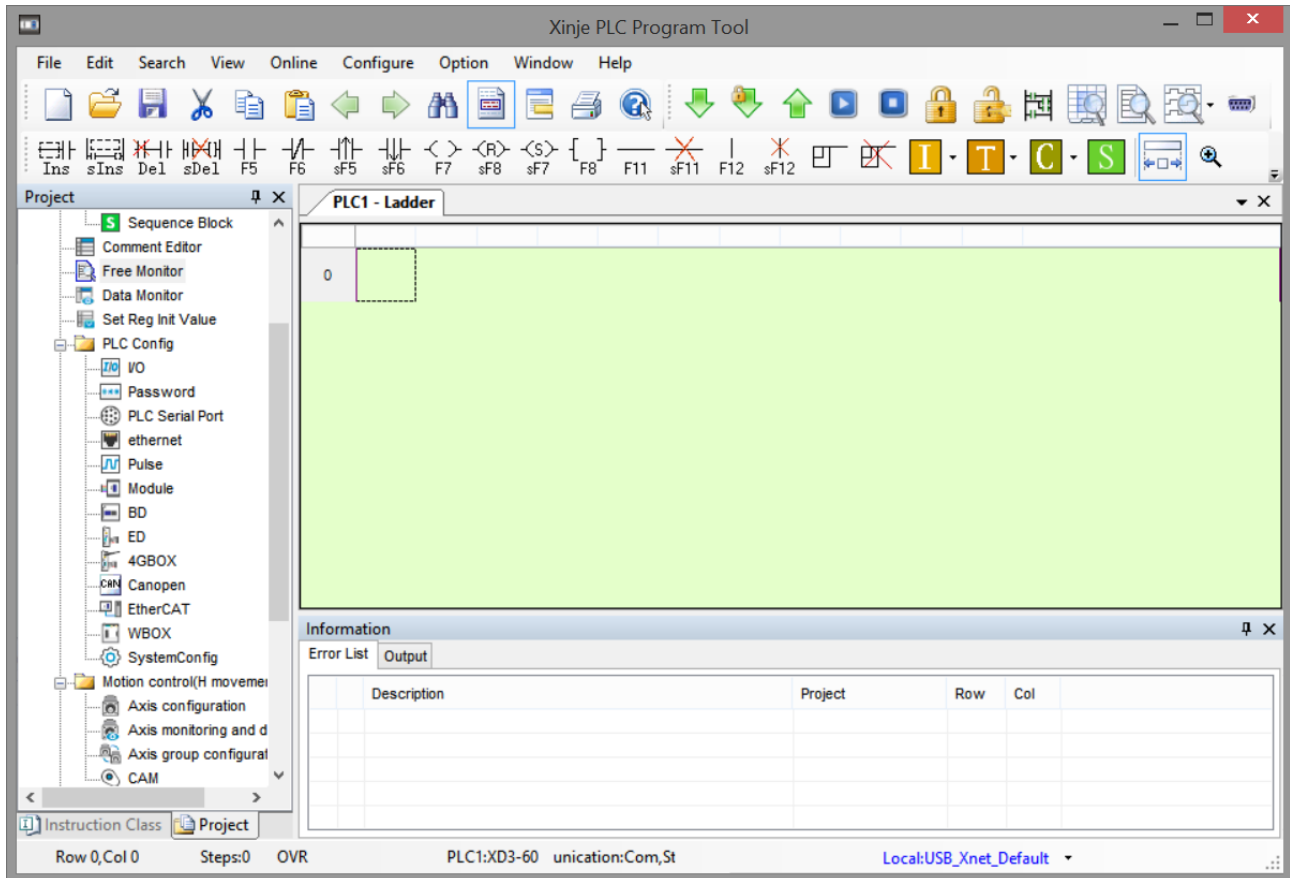 Xinje PLC Program Tool
File Edit Search View Online Configure Option Window Help
Ins sIns Del sDel F5 F6 sF5 sF6 F7 sF8 sF7 F8 F11 sF11 F12 sF12 I T C S
Project
PLC1 - Ladder
S Sequence Block
Comment Editor
Free Monitor
Data Monitor
Set Reg Init Value
PLC Config
I/O I/O
Password
PLC Serial Port
ethernet
Pulse
Module
BD
ED
4GBOX
CAN Canopen
EtherCAT
WBOX
SystemConfig
Motion control(H movemer
Axis configuration
Axis monitoring and d
Axis group configurat
CAM
Instruction Class Project
0
Information
Error List Output
Description Project Row Col
Row 0,Col 0 Steps:0 OVR PLC1:XD3-60 unication:Com,St Local:USB_Xnet_Default